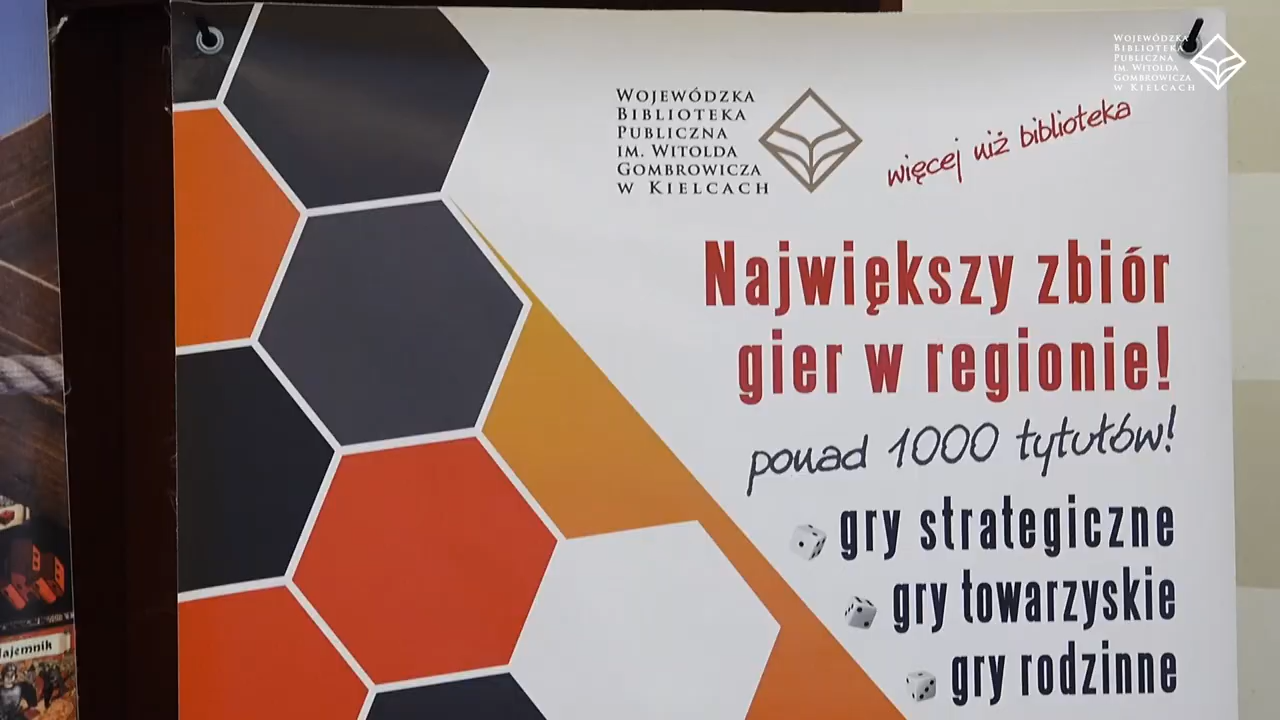 WOJEWÓDZKA
BIBLIOTEKA
PUBLICZNA
IM. WITOLDA
GOMBROWICZA
W KIELCACH
więcej niż biblioteka
WOJEWÓDZKA
BIBLIOTEKA
PUBLICZNA
IM. WITOLDA
GOMBROWICZA
W KIELCACH
Największy zbiór
gier w regionie!
ponad 1000 tytułów!
gry strategiczne
gry towarzyskie
gry rodzinne